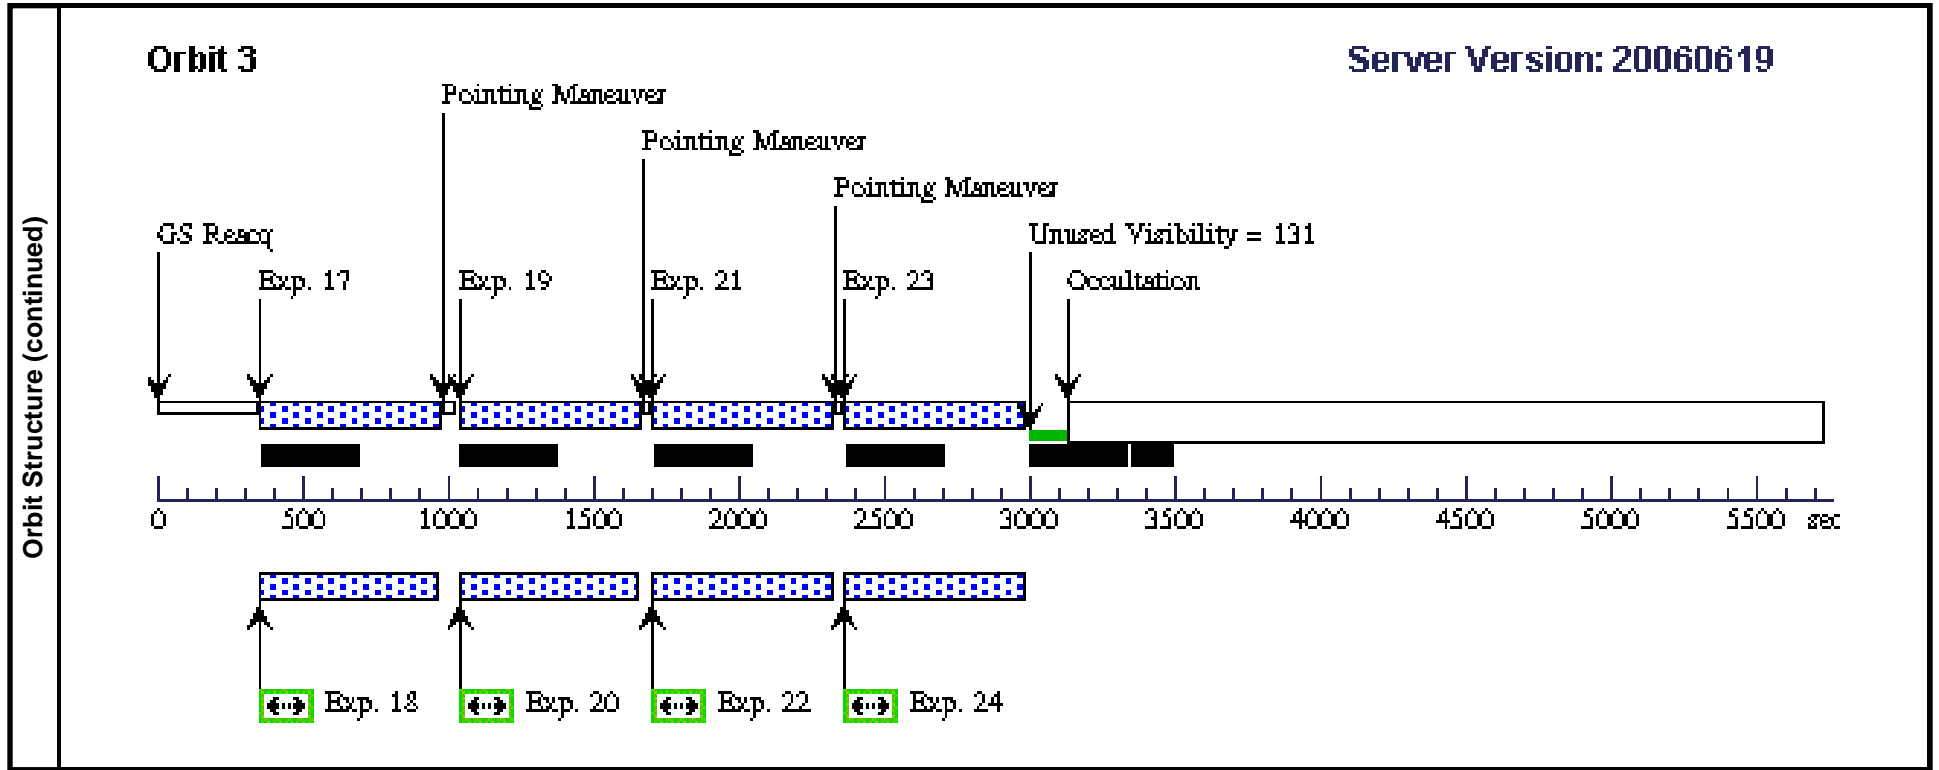 Orbit Structure (continued)
Orbit 3
Server Version: 20060619
Pointing Maneuver
Pointing Maneuver
Pointing Maneuver
GS Reacq
Unused Visibility = 131
Exp. 17
Exp. 19
Exp. 21
Exp. 23
Occultation
0 500 1000 1500 2000 2500 3000 3500 4000 4500 5000 5500 sec
Exp. 18
Exp. 20
Exp. 22
Exp. 24